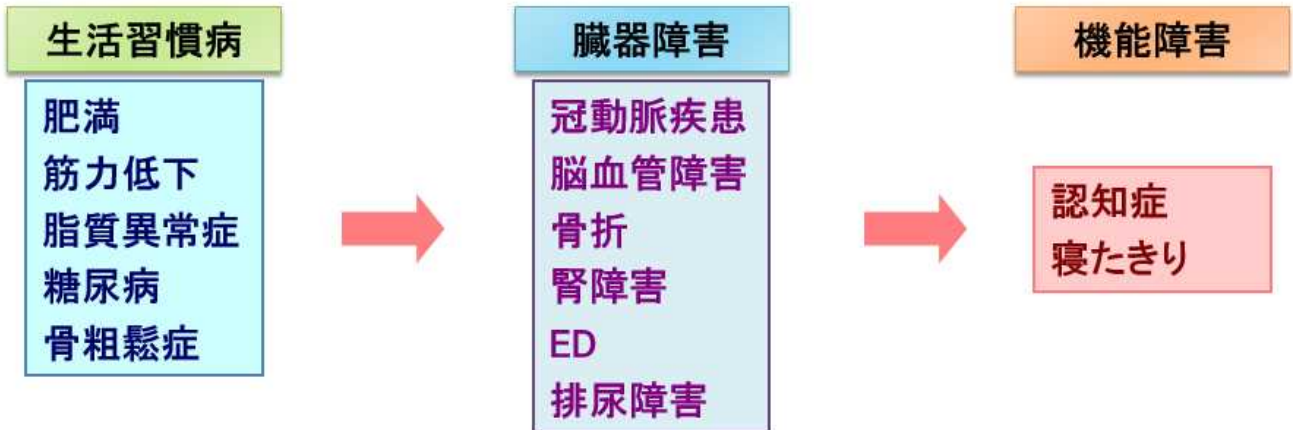 生活習慣病
肥満
筋力低下
脂質異常症
糖尿病
骨粗鬆症
臓器障害
冠動脈疾患
脳血管障害
骨折
腎障害
ED
排尿障害
機能障害
認知症
寝たきり